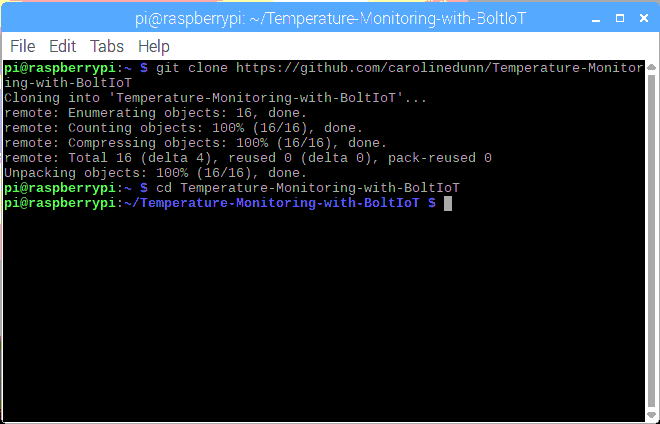 pi@raspberrypi: ~/Temperature-Monitoring-with-BoltIoT
File Edit Tabs Help
pi@raspberrypi:~ $ git clone https://github.com/carolinedunn/Temperature-Monitor
ing-with-BoltIoT
Cloning into 'Temperature-Monitoring-with-BoltIoT'...
remote: Enumerating objects: 16, done.
remote: Counting objects: 100% (16/16), done.
remote: Compressing objects: 100% (16/16), done.
remote: Total 16 (delta 4), reused 0 (delta 0), pack-reused 0
Unpacking objects: 100% (16/16), done.
pi@raspberrypi:~ $ cd Temperature-Monitoring-with-BoltIoT
pi@raspberrypi:~/Temperature-Monitoring-with-BoltIoT $